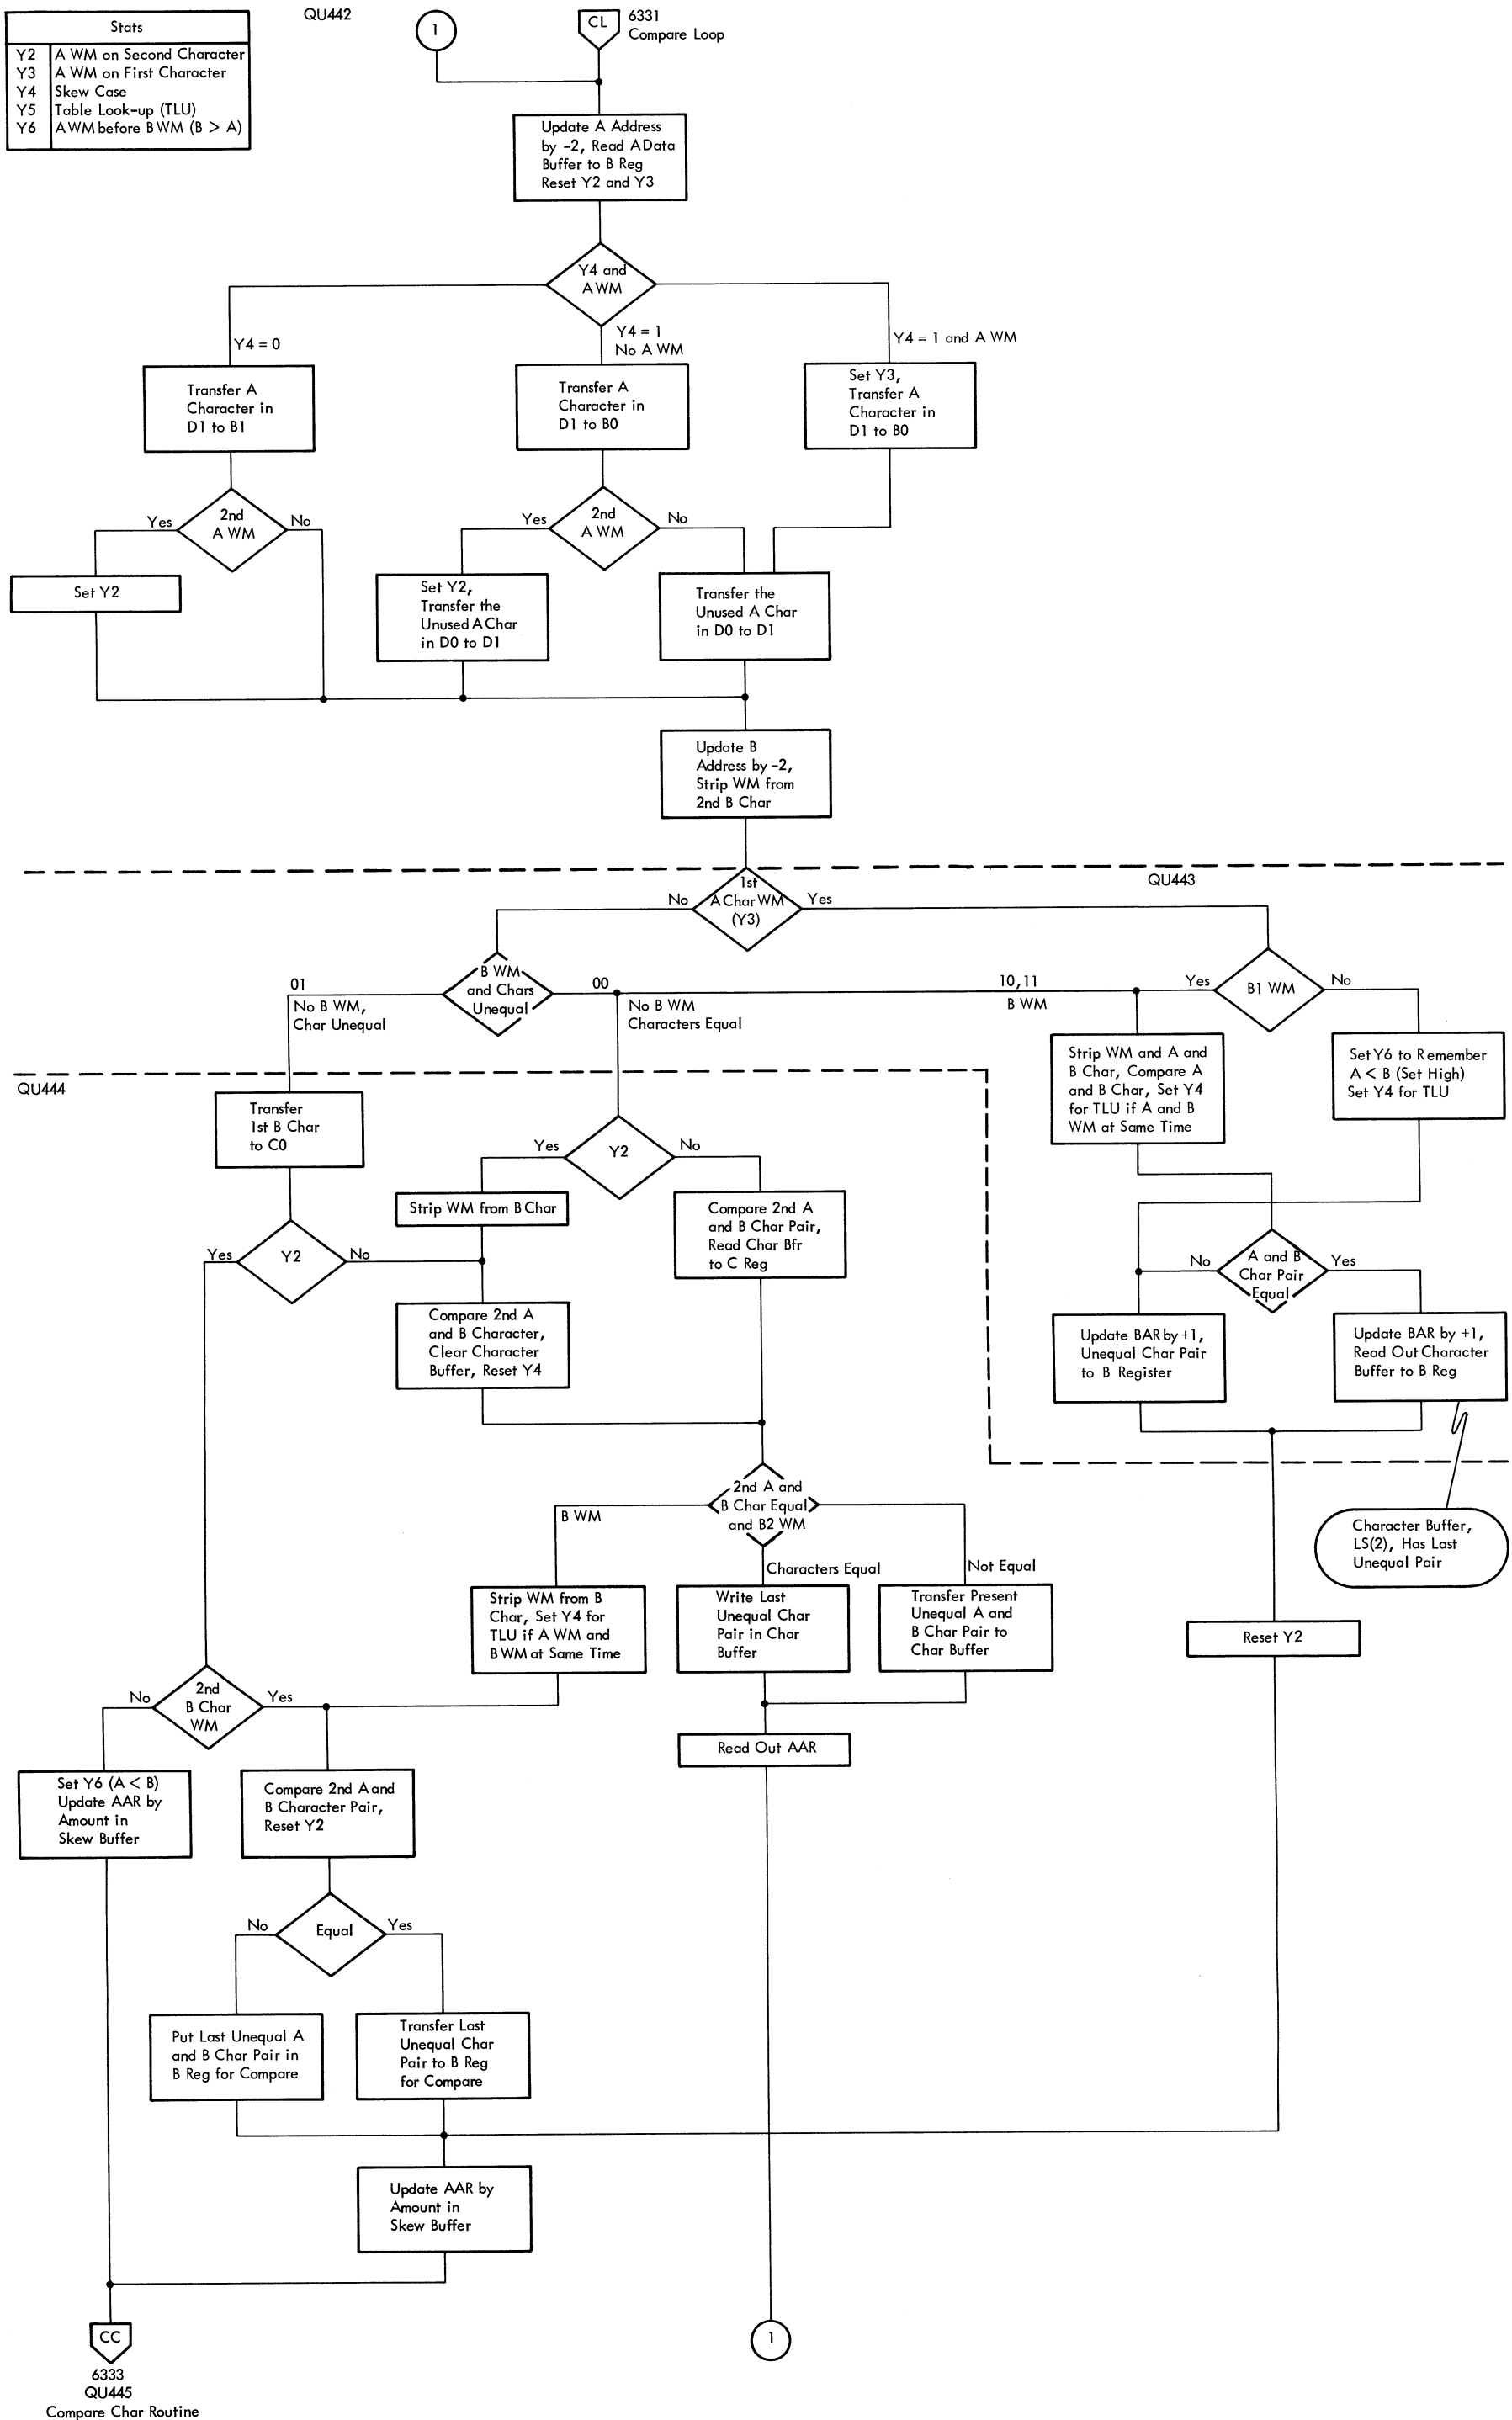 Stats
Y2 A WM on Second Character
Y3 A WM on First Character
Y4 Skew Case
Y5 Table Look-up (TLU)
Y6 A WM before B WM (B > A)
QU442
1
CL
6331
Compare Loop
Update A Address
by -2, Read A Data
Buffer to B Reg
Reset Y2 and Y3
Y4 and
A WM
Y4 = 0
Y4 = 1
No A WM
Y4 = 1 and A WM
Transfer A
Character in
D1 to B1
Transfer A
Character in
D1 to B0
Set Y3,
Transfer A
Character in
D1 to B0
Yes
2nd
A WM
No
Yes
2nd
A WM
No
Set Y2
Set Y2,
Transfer the
Unused A Char
in D0 to D1
Transfer the
Unused A Char
in D0 to D1
Update B
Address by -2,
Strip WM from
2nd B Char
QU443
No
1st
A Char WM
(Y3)
Yes
01
No B WM,
Char Unequal
B WM
and Chars
Unequal
00
No B WM
Characters Equal
10, 11
B WM
Yes
B1 WM
No
Strip WM and A and
B Char, Compare A
and B Char, Set Y4
for TLU if A and B
WM at Same Time
Set Y6 to Remember
A < B (Set High)
Set Y4 for TLU
QU444
Transfer
1st B Char
to C0
Yes
Y2
No
Strip WM from B Char
Compare 2nd A
and B Char Pair,
Read Char Bfr
to C Reg
Yes
Y2
No
Compare 2nd A
and B Character,
Clear Character
Buffer, Reset Y4
No
A and B
Char Pair
Equal
Yes
Update BAR by +1,
Unequal Char Pair
to B Register
Update BAR by +1,
Read Out Character
Buffer to B Reg
Character Buffer,
LS(2), Has Last
Unequal Pair
B WM
2nd A and
B Char Equal
and B2 WM
Characters Equal
Not Equal
Strip WM from B
Char, Set Y4 for
TLU if A WM and
B WM at Same Time
Write Last
Unequal Char
Pair in Char
Buffer
Transfer Present
Unequal A and
B Char Pair to
Char Buffer
Reset Y2
Read Out AAR
No
2nd
B Char
WM
Yes
Set Y6 (A < B)
Update AAR by
Amount in
Skew Buffer
Compare 2nd A and
B Character Pair,
Reset Y2
No
Equal
Yes
Put Last Unequal A
and B Char Pair in
B Reg for Compare
Transfer Last
Unequal Char
Pair to B Reg
for Compare
Update AAR by
Amount in
Skew Buffer
CC
6333
QU445
Compare Char Routine
1